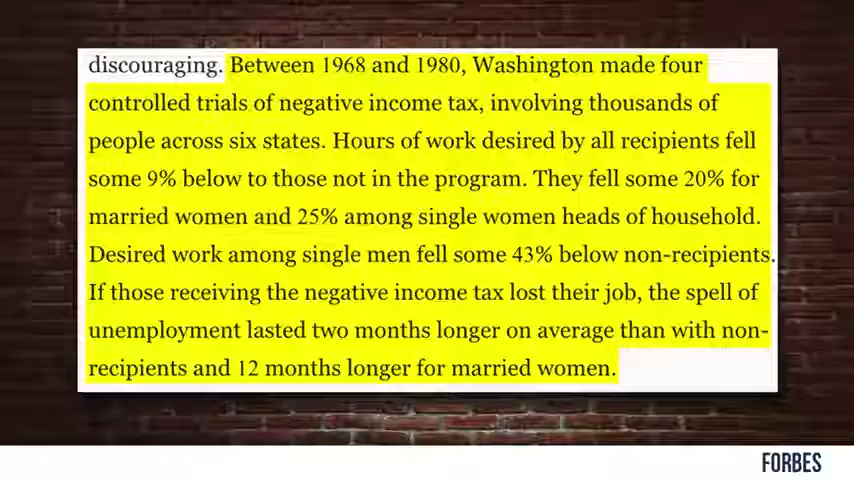 discouraging. Between 1968 and 1980, Washington made four
controlled trials of negative income tax, involving thousands of
people across six states. Hours of work desired by all recipients fell
some 9% below to those not in the program. They fell some 20% for
married women and 25% among single women heads of household.
Desired work among single men fell some 43% below non-recipients.
If those receiving the negative income tax lost their job, the spell of
unemployment lasted two months longer on average than with non-
recipients and 12 months longer for married women.
FORBES